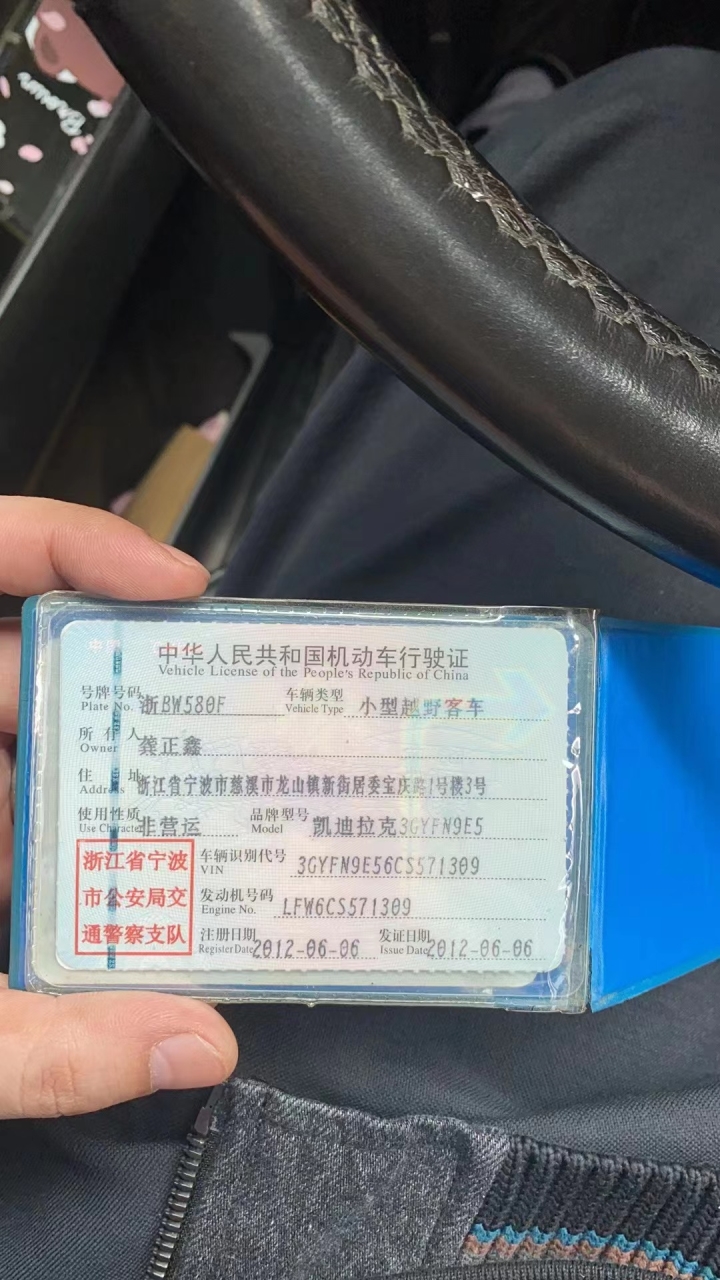 Brown
中华人民共和国机动车行驶证
Vehicle License of the People's Republic of China
号牌号码 浙BW580F 车辆类型 小型越野客车
Plate No. Vehicle Type
所有人 龚正鑫
Owner
住址 浙江省宁波市慈溪市龙山镇新街居委宝庆路1号楼3号
Address
使用性质 非营运 品牌型号 凯迪拉克3GYFN9E5
Use Character Model
浙江省宁波
市公安局交
通警察支队
车辆识别代号 3GYFN9E56CS571309
VIN
发动机号码 LFW6CS571309
Engine No.
注册日期 2012-06-06 发证日期 2012-06-06
Register Date Issue Date